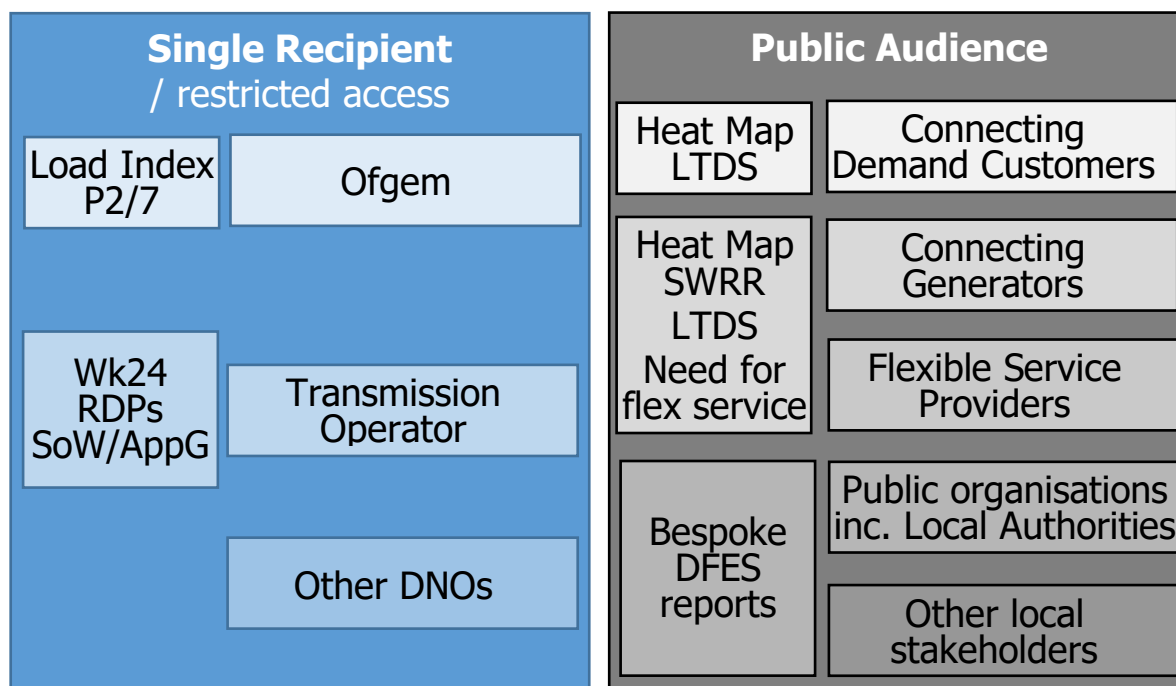 Single Recipient
/ restricted access
Load Index
P2/7
Ofgem
Wk24
RDPs
SoW/AppG
Transmission
Operator
Other DNOs
Public Audience
Heat Map
LTDS
Connecting
Demand Customers
Heat Map
SWRR
LTDS
Need for
flex service
Connecting
Generators
Flexible Service
Providers
Bespoke
DFES
reports
Public organisations
inc. Local Authorities
Other local
stakeholders